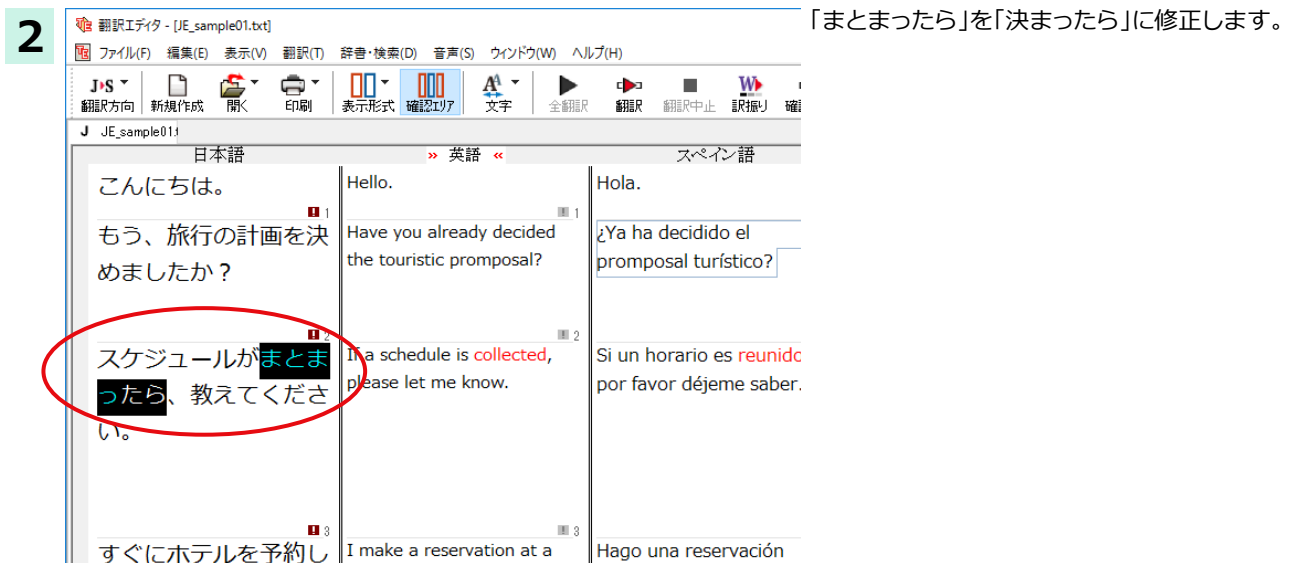 2
「まとまったら」を「決まったら」に修正します。
翻訳エディタ - [JE_sample01.txt]
ファイル(F) 編集(E) 表示(V) 翻訳(T) 辞書・検索(D) 音声(S) ウィンドウ(W) ヘルプ(H)
J▸S
翻訳方向 新規作成 開く 印刷 表示形式 確認エリア 文字 全翻訳 翻訳 翻訳中止 訳振り
J JE_sample01.
日本語 » 英語 « スペイン語
こんにちは。
1
Hello.
1
Hola.
もう、旅行の計画を決
めましたか？
2
Have you already decided
the touristic promposal?
2
¿Ya ha decidido el
promposal turístico?
スケジュールがまとま
ったら、教えてくださ
い。
3
If a schedule is collected,
please let me know.
3
Si un horario es reunido
por favor déjeme saber.
すぐにホテルを予約し
I make a reservation at a
Hago una reservación